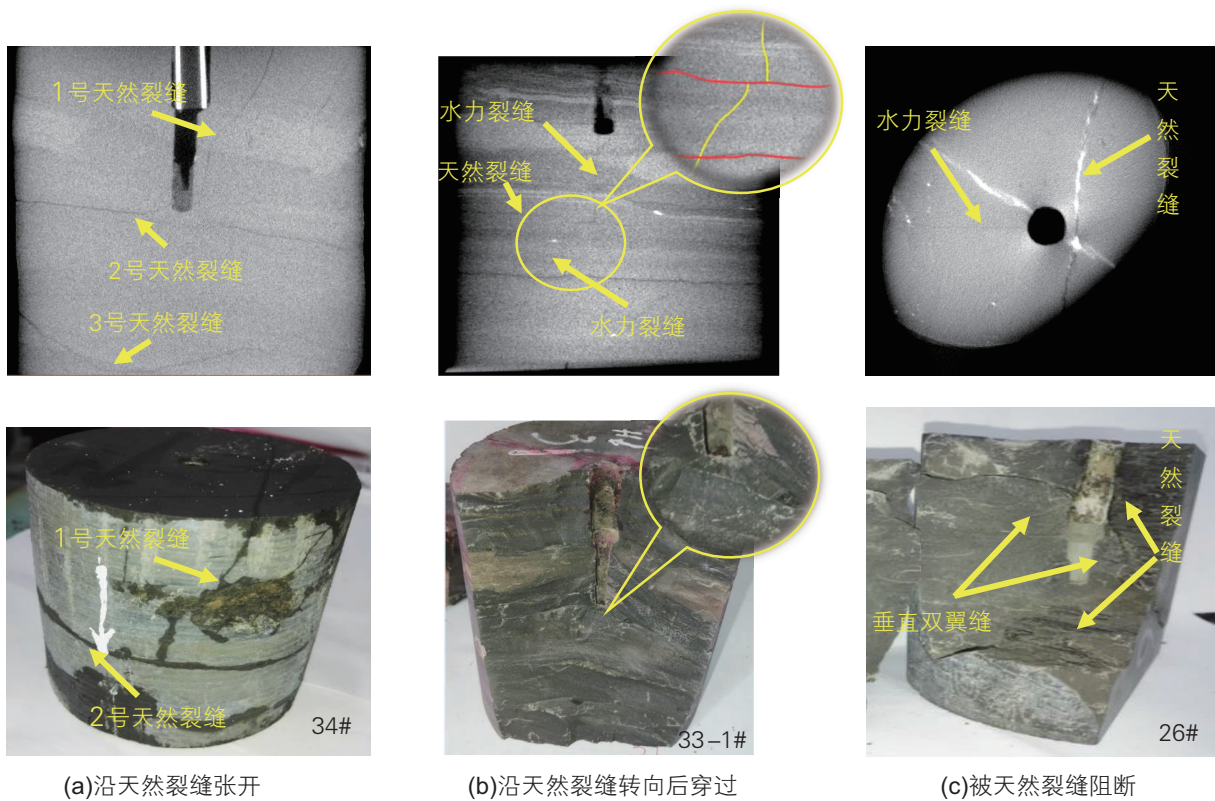 1号天然裂缝
2号天然裂缝
3号天然裂缝
水力裂缝
天然裂缝
水力裂缝
水力裂缝
天然裂缝
1号天然裂缝
2号天然裂缝
34#
33-1#
天然裂缝
垂直双翼缝
26#
(a)沿天然裂缝张开
(b)沿天然裂缝转向后穿过
(c)被天然裂缝阻断